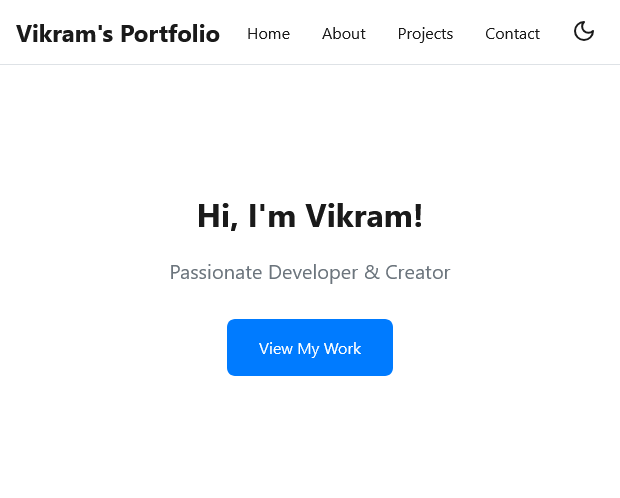 Vikram's Portfolio Home About Projects Contact
Hi, I'm Vikram!
Passionate Developer & Creator
View My Work